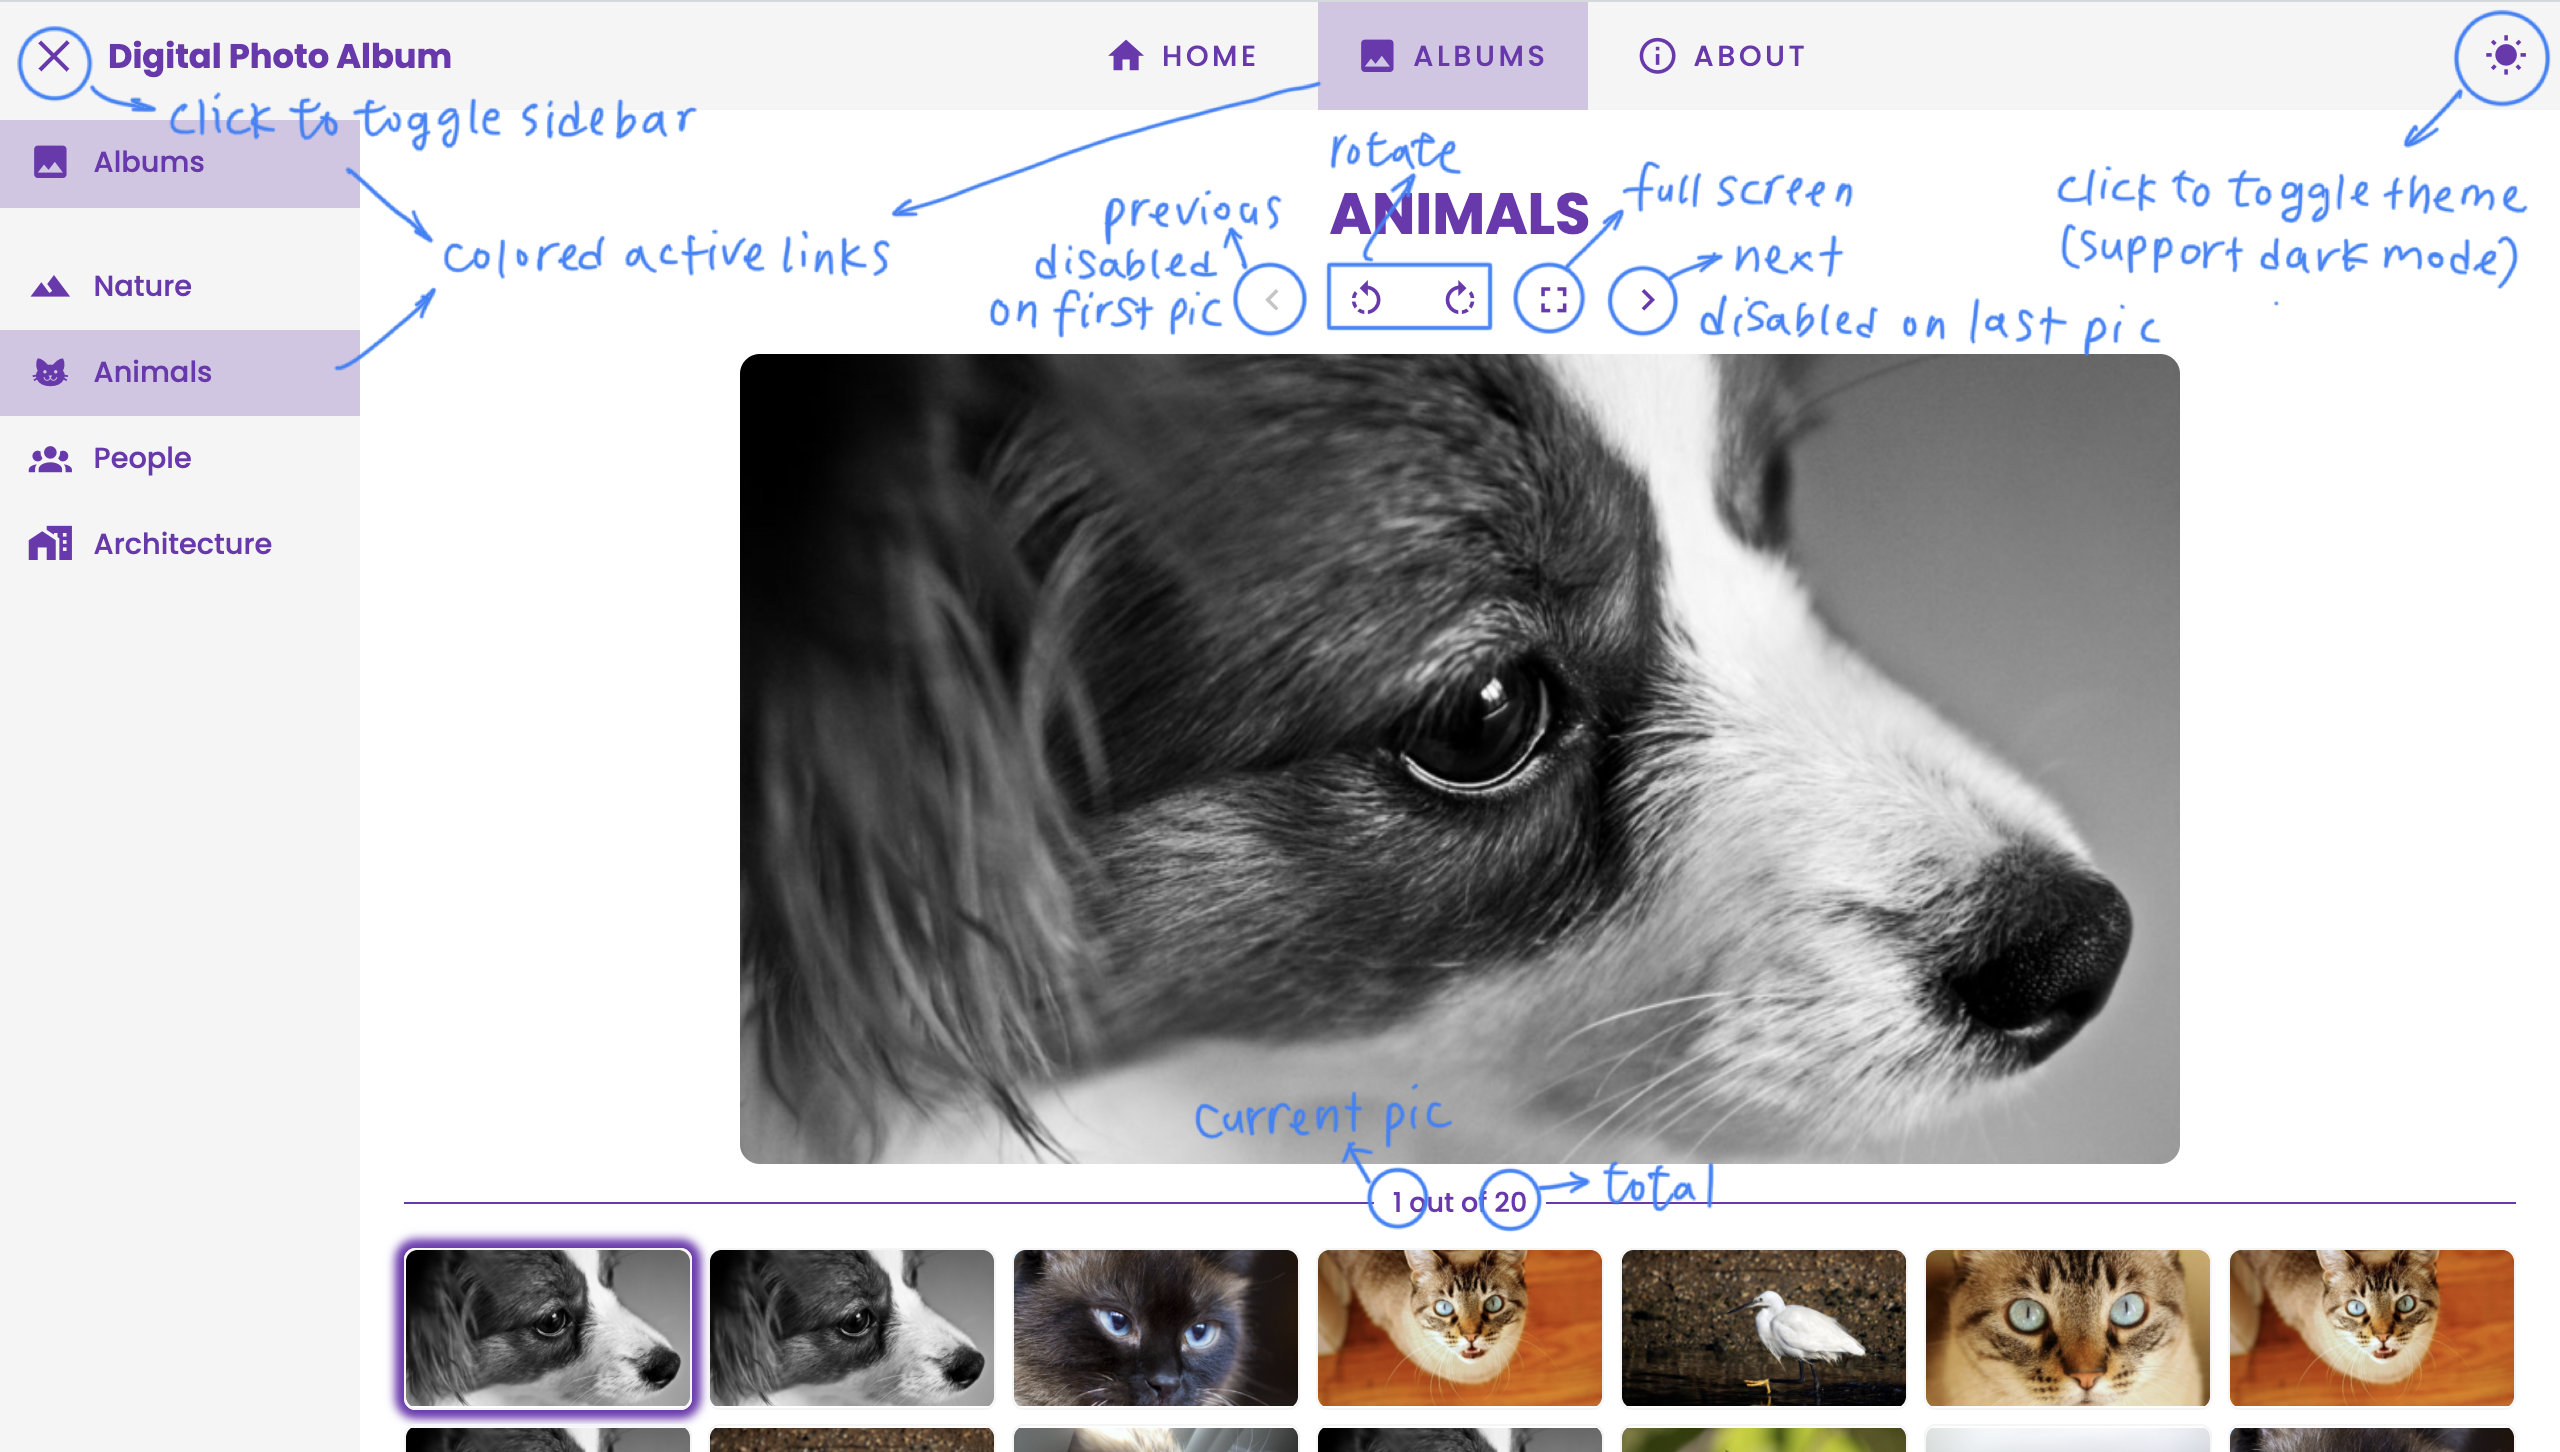 Digital Photo Album
HOME
ALBUMS
ABOUT
click to toggle sidebar
Albums
colored active links
Nature
Animals
People
Architecture
rotate
ANIMALS
previous
disabled
on first pic
full screen
next
disabled on last pic
click to toggle theme
(support dark mode)
current pic
1 out of 20
total